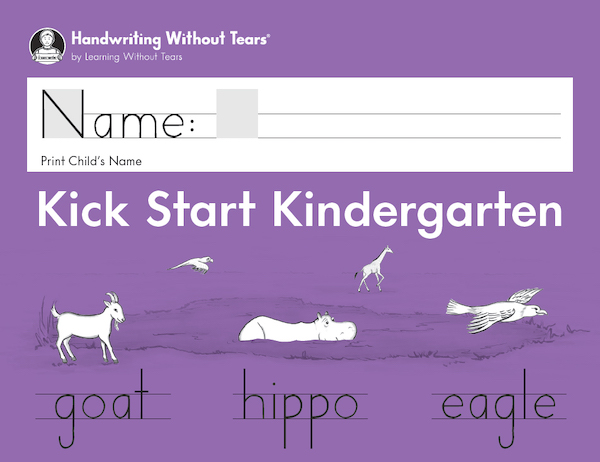 Handwriting Without Tears®
by Learning Without Tears
Name:
Print Child's Name
Kick Start Kindergarten
goat hippo eagle